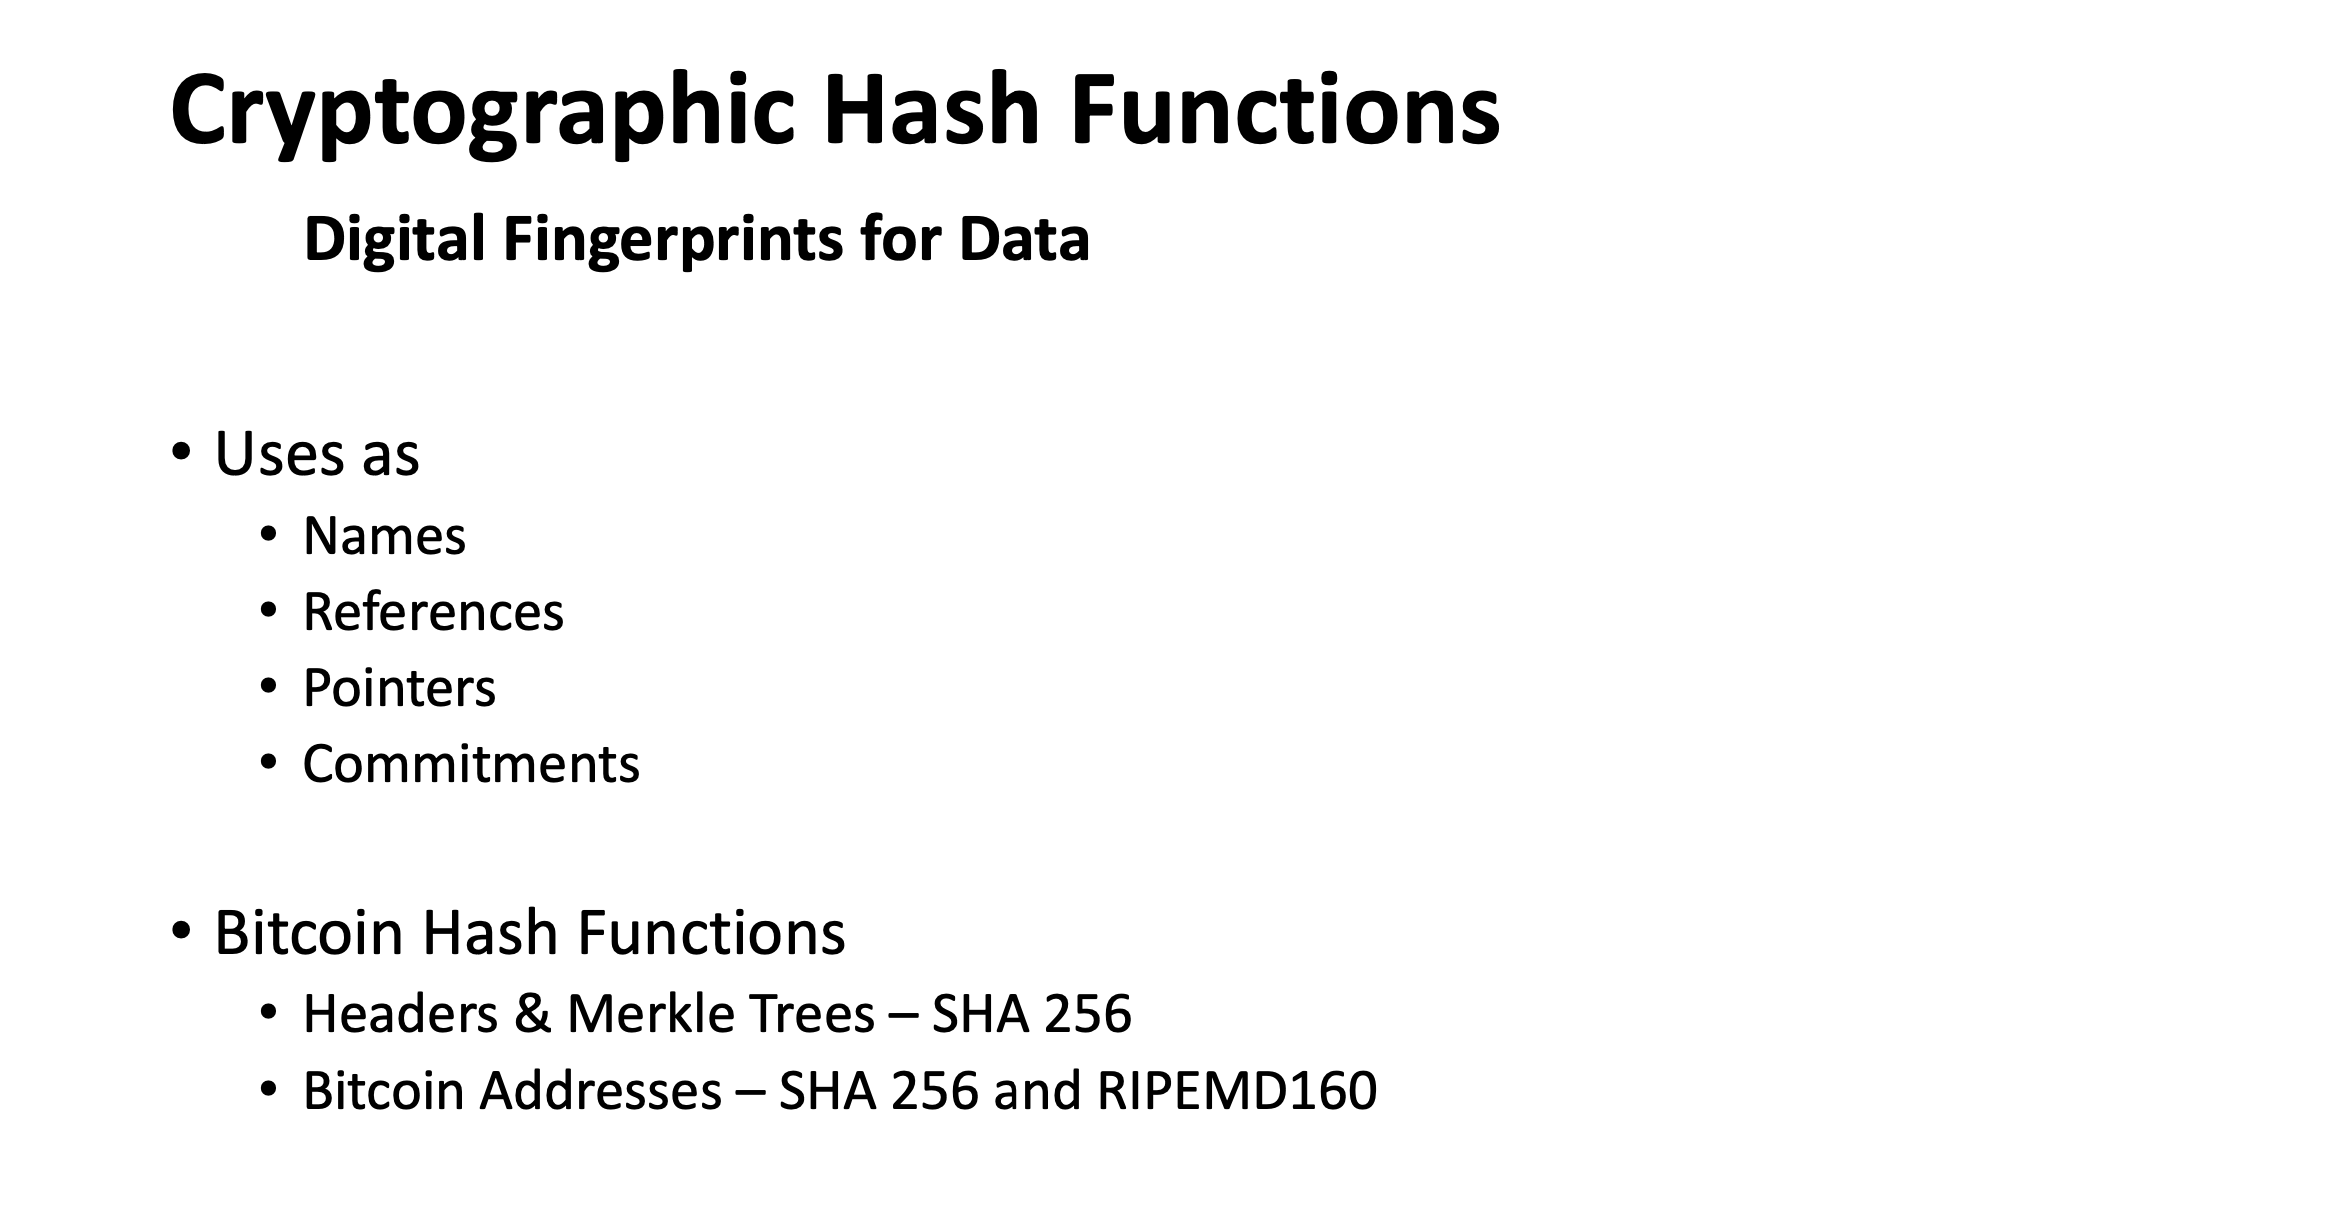 Cryptographic Hash Functions
Digital Fingerprints for Data
• Uses as
• Names
• References
• Pointers
• Commitments
• Bitcoin Hash Functions
• Headers & Merkle Trees – SHA 256
• Bitcoin Addresses – SHA 256 and RIPEMD160